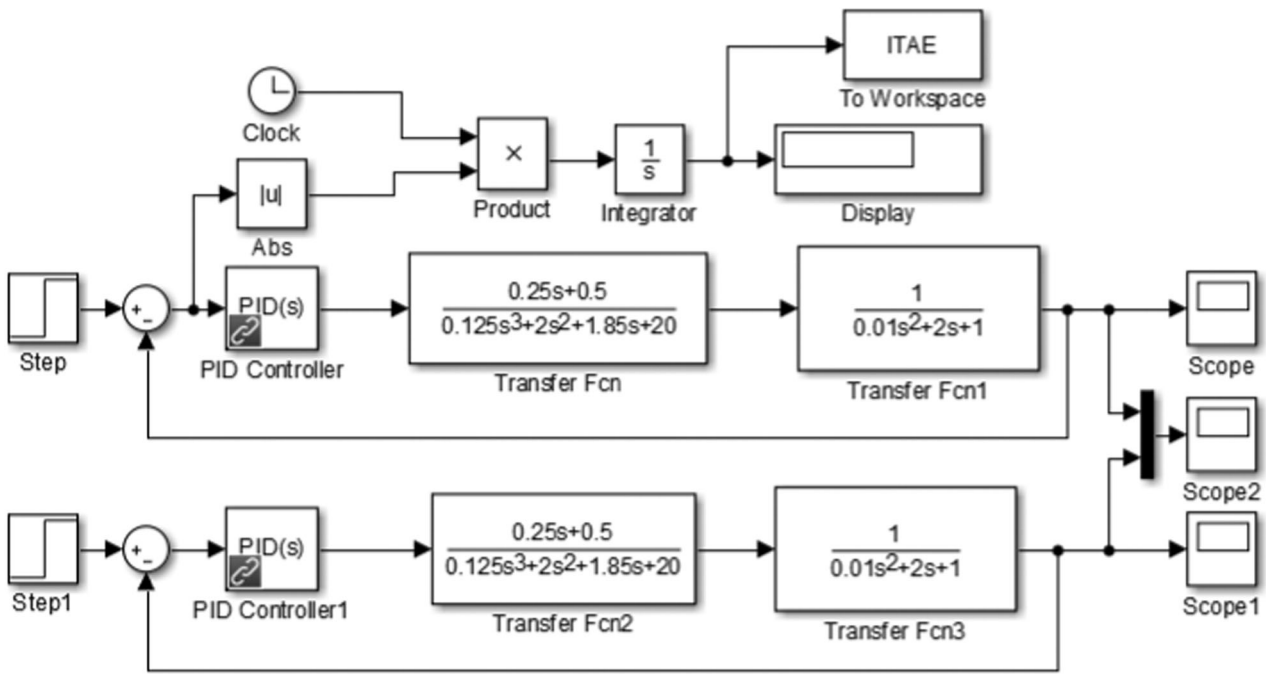 ITAE
To Workspace
Clock
×
Product
1
s
Integrator
Display
|u|
Abs
Step
+
−
PID(s)
PID Controller
0.25s+0.5
0.125s³+2s²+1.85s+20
Transfer Fcn
1
0.01s²+2s+1
Transfer Fcn1
Scope
Scope2
Step1
+
−
PID(s)
PID Controller1
0.25s+0.5
0.125s³+2s²+1.85s+20
Transfer Fcn2
1
0.01s²+2s+1
Transfer Fcn3
Scope1